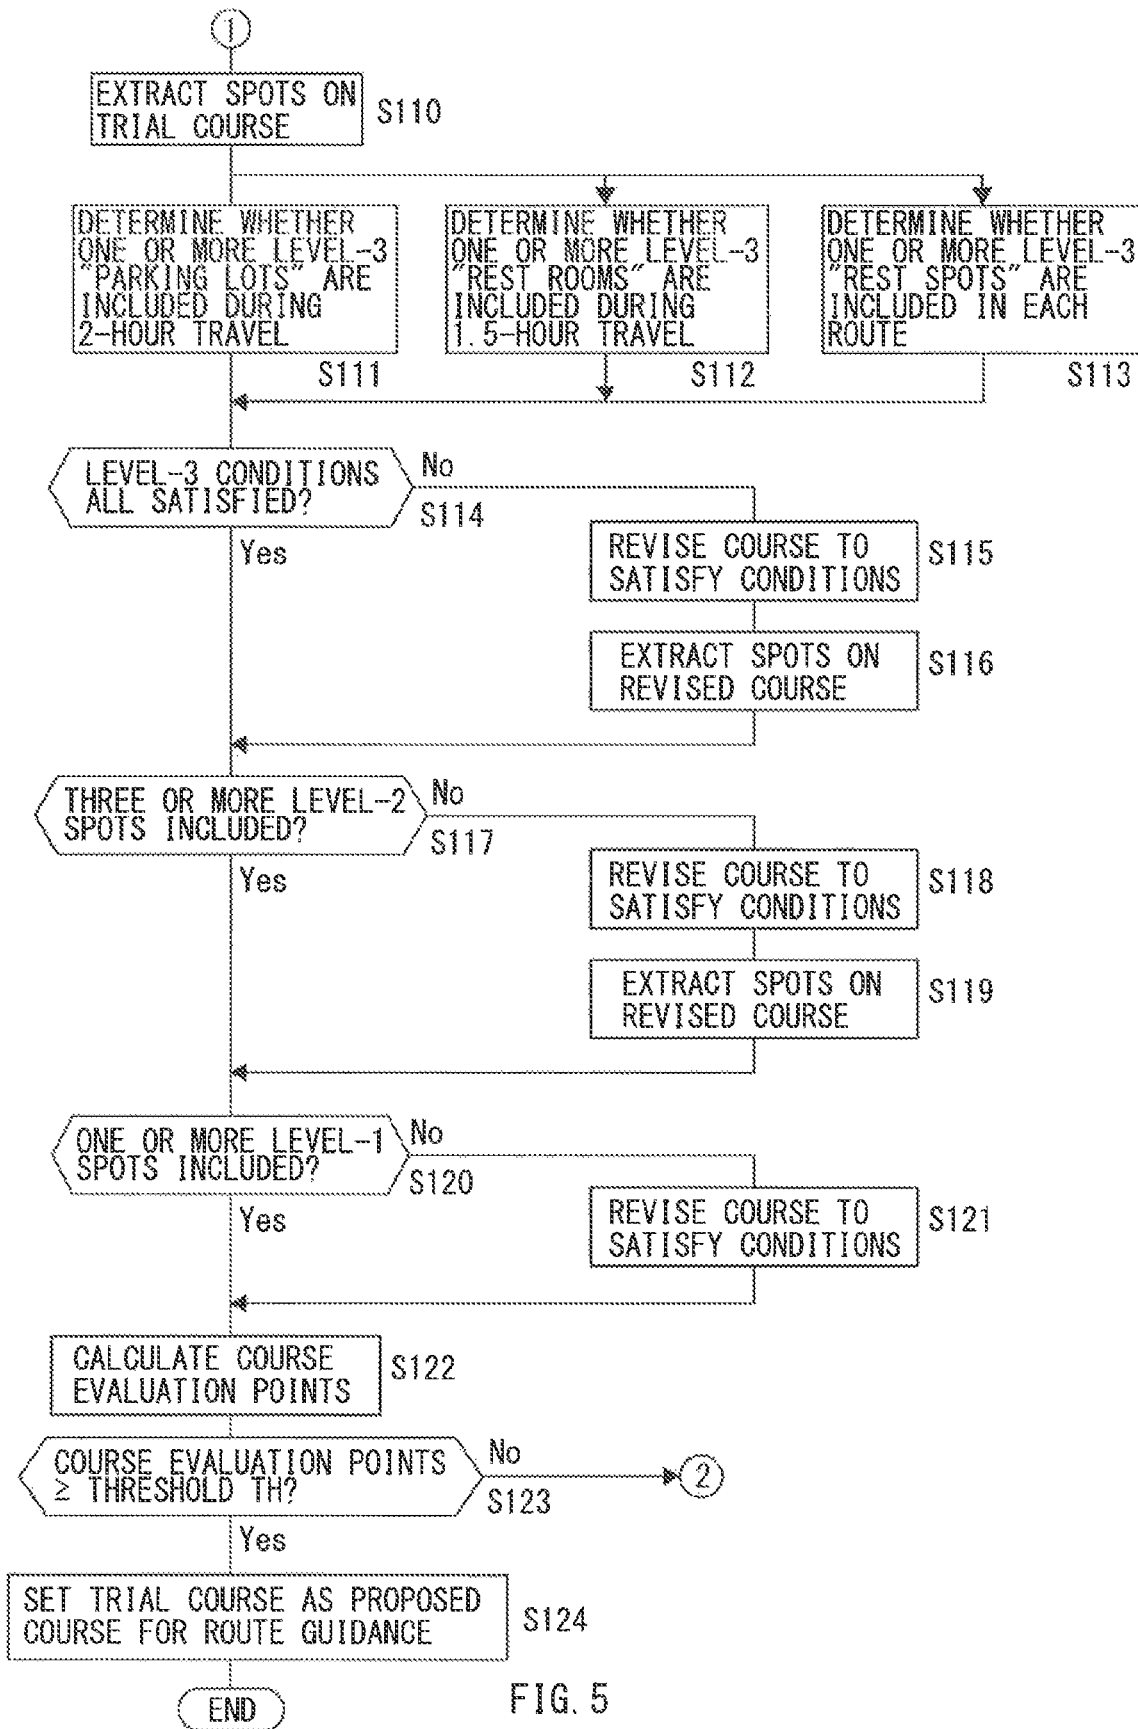 1
EXTRACT SPOTS ON
TRIAL COURSE
S110
DETERMINE WHETHER
ONE OR MORE LEVEL-3
"PARKING LOTS" ARE
INCLUDED DURING
2-HOUR TRAVEL
S111
DETERMINE WHETHER
ONE OR MORE LEVEL-3
"REST ROOMS" ARE
INCLUDED DURING
1.5-HOUR TRAVEL
S112
DETERMINE WHETHER
ONE OR MORE LEVEL-3
"REST SPOTS" ARE
INCLUDED IN EACH
ROUTE
S113
LEVEL-3 CONDITIONS
ALL SATISFIED?
No
S114
Yes
REVISE COURSE TO
SATISFY CONDITIONS
S115
EXTRACT SPOTS ON
REVISED COURSE
S116
THREE OR MORE LEVEL-2
SPOTS INCLUDED?
No
S117
Yes
REVISE COURSE TO
SATISFY CONDITIONS
S118
EXTRACT SPOTS ON
REVISED COURSE
S119
ONE OR MORE LEVEL-1
SPOTS INCLUDED?
No
S120
Yes
REVISE COURSE TO
SATISFY CONDITIONS
S121
CALCULATE COURSE
EVALUATION POINTS
S122
COURSE EVALUATION POINTS
≥ THRESHOLD TH?
No
S123
2
Yes
SET TRIAL COURSE AS PROPOSED
COURSE FOR ROUTE GUIDANCE
S124
END
FIG. 5